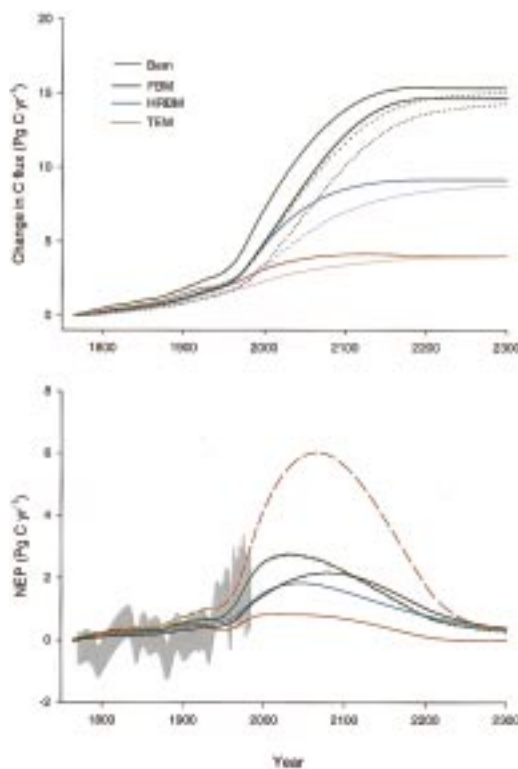 20
15
10
5
0
Change in C flux (Pg C yr⁻¹)
Bern
FBM
HRBM
TEM
1800 1900 2000 2100 2200 2300
8
6
4
2
0
-2
NEP (Pg C yr⁻¹)
1800 1900 2000 2100 2200 2300
Year